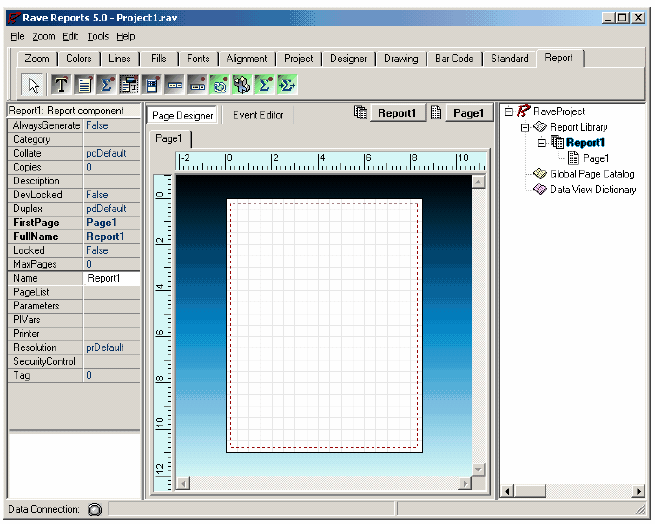 Rave Reports 5.0 - Project1.rav
File Zoom Edit Tools Help
Zoom Colors Lines Fills Fonts Alignment Project Designer Drawing Bar Code Standard Report
Report1: Report component
AlwaysGenerate False
Category
Collate pcDefault
Copies 0
Description
DevLocked False
Duplex pdDefault
FirstPage Page1
FullName Report1
Locked False
MaxPages 0
Name Report1
PageList
Parameters
PIVars
Printer
Resolution prDefault
SecurityControl
Tag 0
Page Designer Event Editor Report1 Page1
Page1
-2 0 2 4 6 8 10
0
2
4
6
8
10
12
RaveProject
Report Library
Report1
Page1
Global Page Catalog
Data View Dictionary
Data Connection: